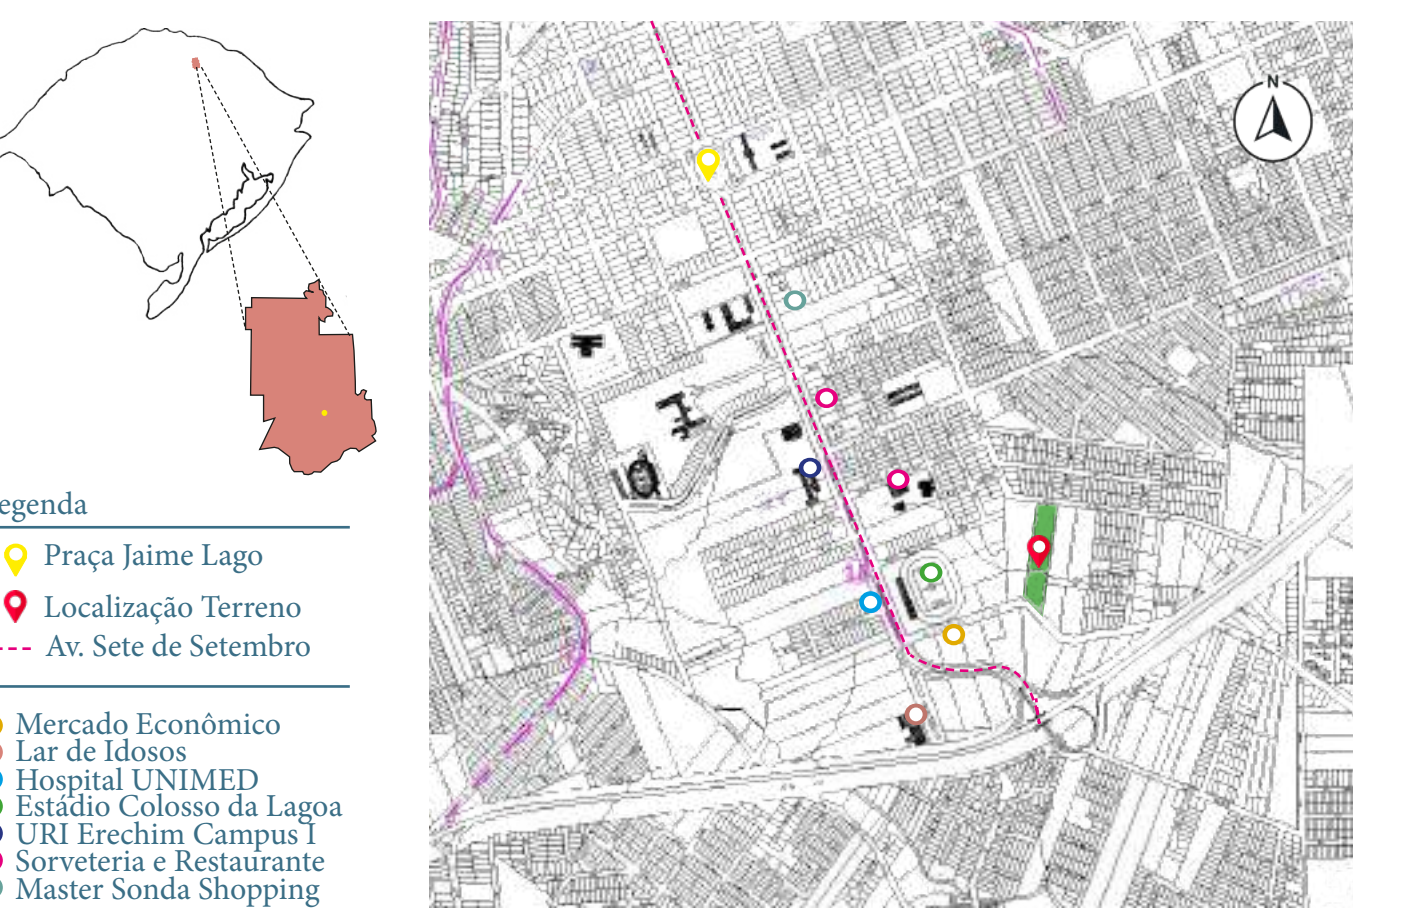 N
egenda
Praça Jaime Lago
Localização Terreno
Av. Sete de Setembro
Mercado Econômico
Lar de Idosos
Hospital UNIMED
Estádio Colosso da Lagoa
URI Erechim Campus I
Sorveteria e Restaurante
Master Sonda Shopping